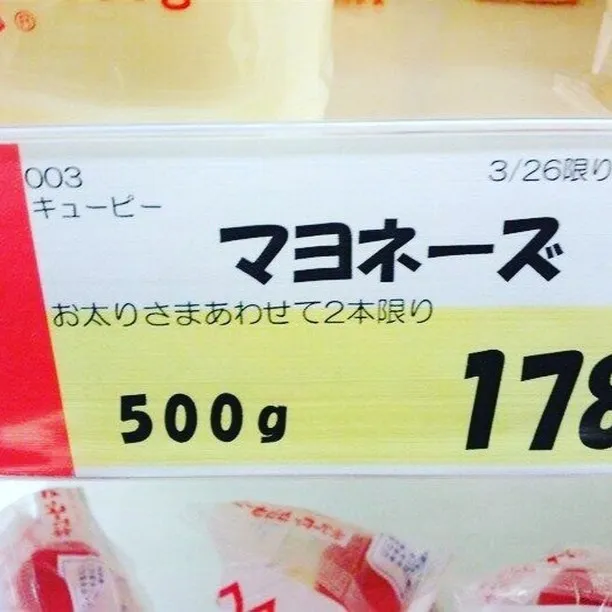 003
3/26限り
キューピー
マヨネーズ
お太りさまあわせて2本限り
500g
178